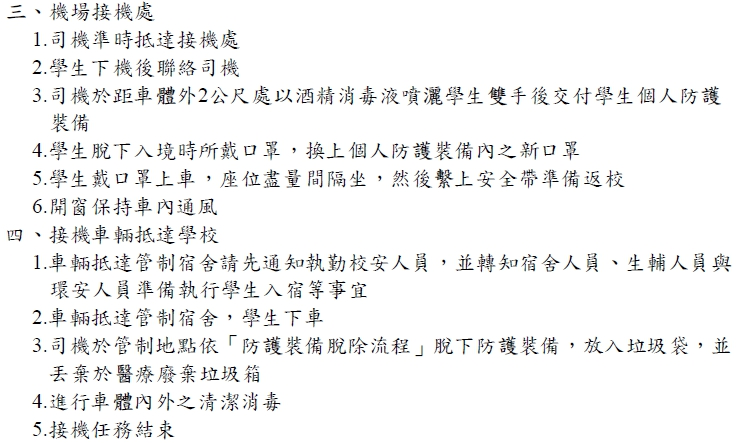 三、機場接機處
1.司機準時抵達接機處
2.學生下機後聯絡司機
3.司機於距車體外2公尺處以酒精消毒液噴灑學生雙手後交付學生個人防護
裝備
4.學生脫下入境時所戴口罩，換上個人防護裝備內之新口罩
5.學生戴口罩上車，座位盡量間隔坐，然後繫上安全帶準備返校
6.開窗保持車內通風
四、接機車輛抵達學校
1.車輛抵達管制宿舍請先通知執勤校安人員，並轉知宿舍人員、生輔人員與
環安人員準備執行學生入宿等事宜
2.車輛抵達管制宿舍，學生下車
3.司機於管制地點依「防護裝備脫除流程」脫下防護裝備，放入垃圾袋，並
丟棄於醫療廢棄垃圾箱
4.進行車體內外之清潔消毒
5.接機任務結束